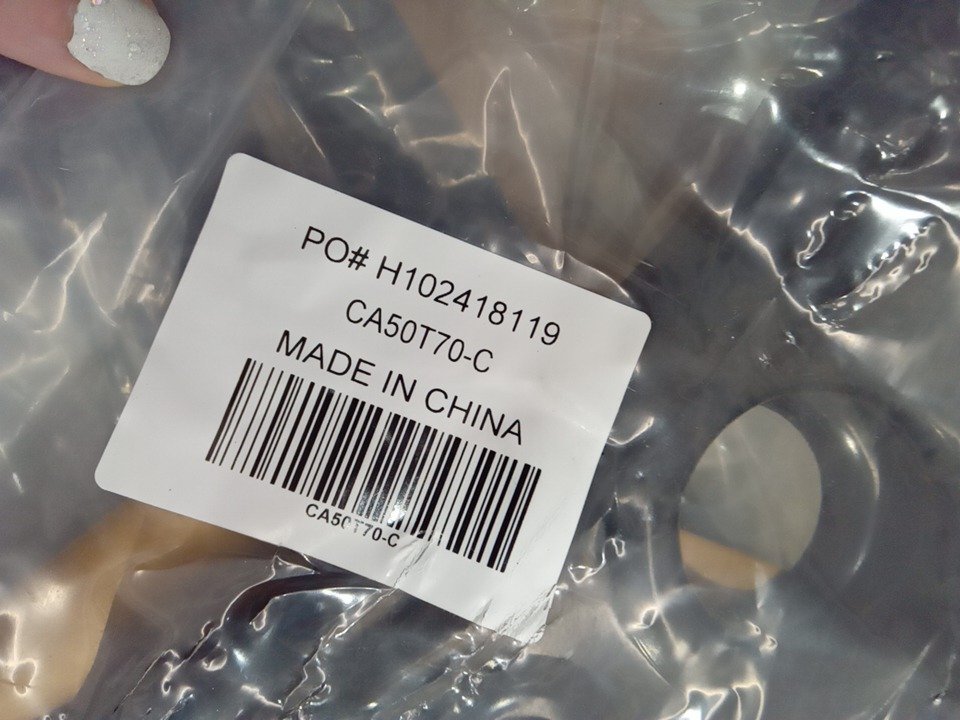 PO# H102418119
CA50T70-C
MADE IN CHINA
CA50T70-C